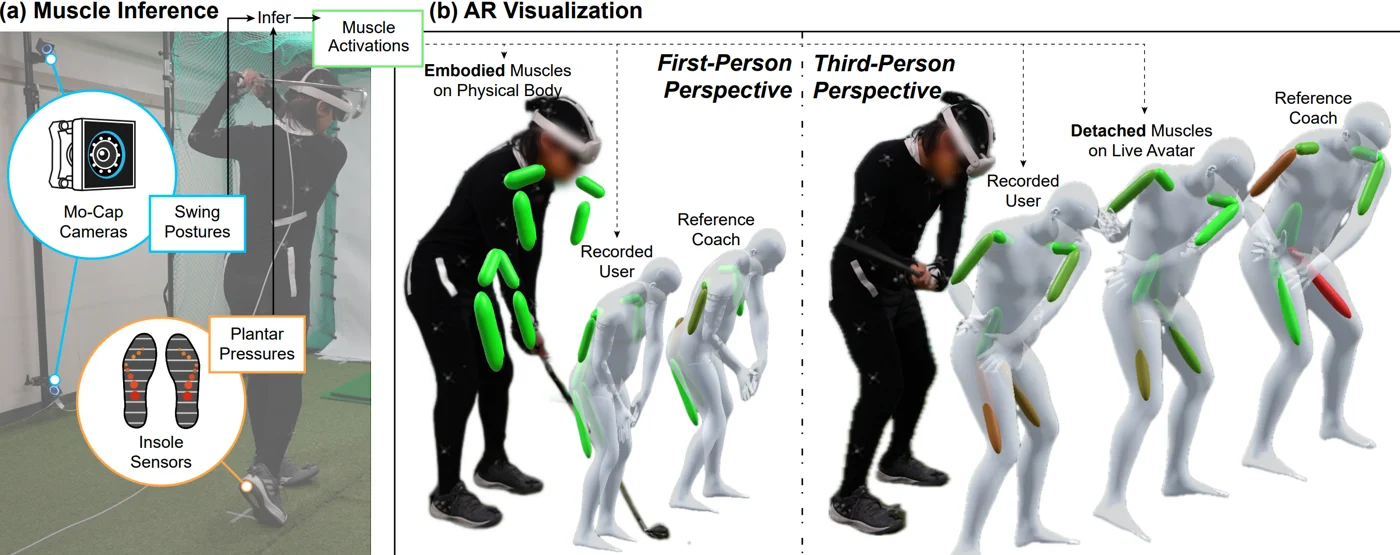 (a) Muscle Inference
Infer
Muscle
Activations
Mo-Cap
Cameras
Swing
Postures
Plantar
Pressures
Insole
Sensors
(b) AR Visualization
Embodied Muscles
on Physical Body
First-Person
Perspective
Recorded
User
Reference
Coach
Third-Person
Perspective
Recorded
User
Detached Muscles
on Live Avatar
Reference
Coach